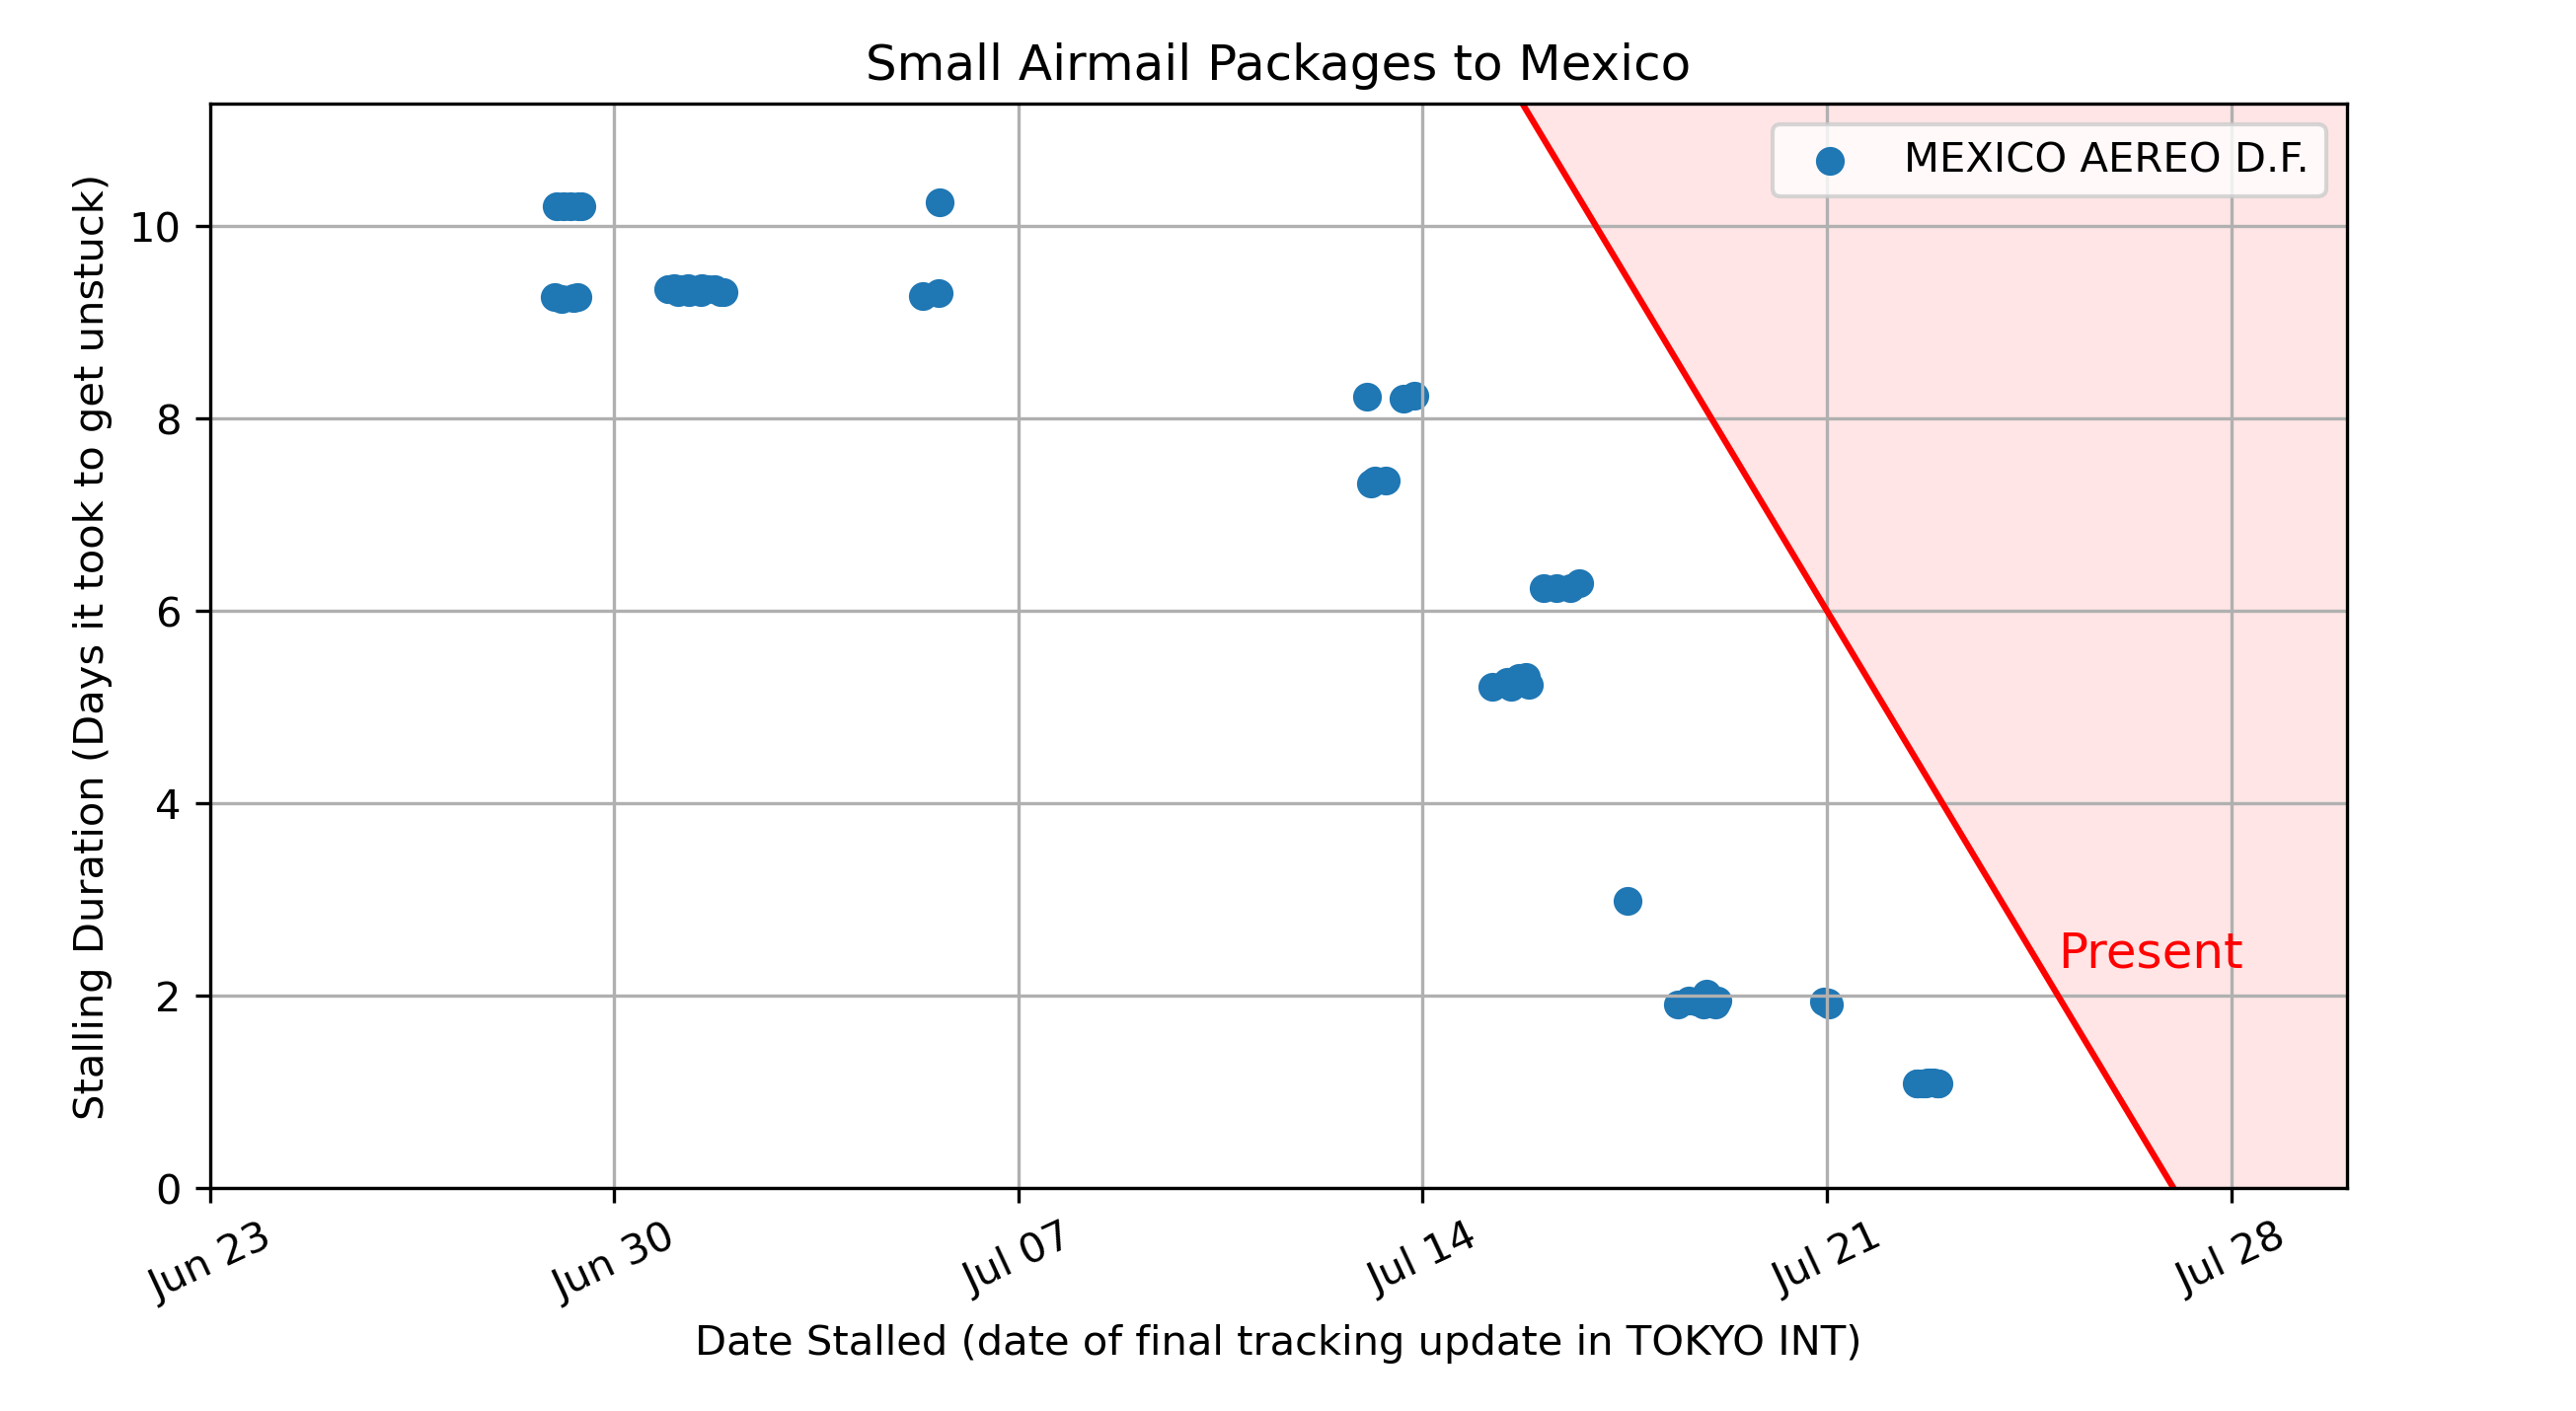 Small Airmail Packages to Mexico
MEXICO AEREO D.F.
Stalling Duration (Days it took to get unstuck)
10
8
6
4
2
0
Present
Jun 23
Jun 30
Jul 07
Jul 14
Jul 21
Jul 28
Date Stalled (date of final tracking update in TOKYO INT)